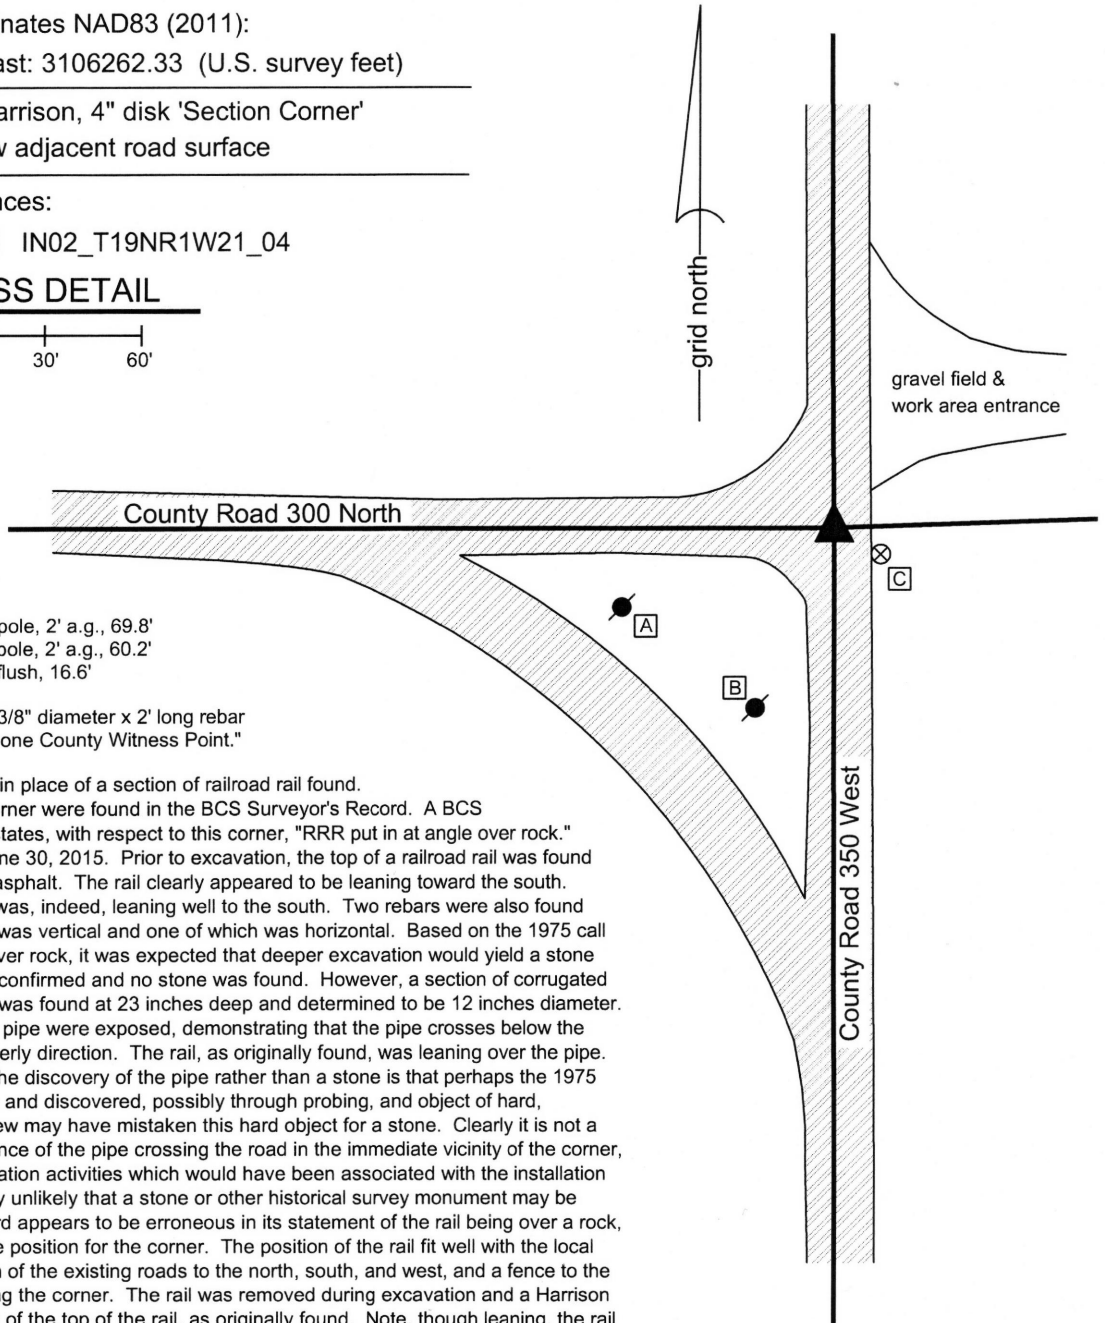 nates NAD83 (2011):
ast: 3106262.33 (U.S. survey feet)
arrison, 4" disk 'Section Corner'
w adjacent road surface
nces:
IN02_T19NR1W21_04
SS DETAIL
30' 60'
grid north
gravel field &
work area entrance
County Road 300 North
C
A
B
County Road 350 West
pole, 2' a.g., 69.8'
pole, 2' a.g., 60.2'
flush, 16.6'
3/8" diameter x 2' long rebar
one County Witness Point."
in place of a section of railroad rail found.
rner were found in the BCS Surveyor's Record. A BCS
tates, with respect to this corner, "RRR put in at angle over rock."
ne 30, 2015. Prior to excavation, the top of a railroad rail was found
asphalt. The rail clearly appeared to be leaning toward the south.
was, indeed, leaning well to the south. Two rebars were also found
was vertical and one of which was horizontal. Based on the 1975 call
ver rock, it was expected that deeper excavation would yield a stone
confirmed and no stone was found. However, a section of corrugated
was found at 23 inches deep and determined to be 12 inches diameter.
pipe were exposed, demonstrating that the pipe crosses below the
erly direction. The rail, as originally found, was leaning over the pipe.
he discovery of the pipe rather than a stone is that perhaps the 1975
and discovered, possibly through probing, and object of hard,
ew may have mistaken this hard object for a stone. Clearly it is not a
nce of the pipe crossing the road in the immediate vicinity of the corner,
ation activities which would have been associated with the installation
y unlikely that a stone or other historical survey monument may be
rd appears to be erroneous in its statement of the rail being over a rock,
e position for the corner. The position of the rail fit well with the local
n of the existing roads to the north, south, and west, and a fence to the
ng the corner. The rail was removed during excavation and a Harrison
of the top of the rail, as originally found. Note, though leaning, the rail